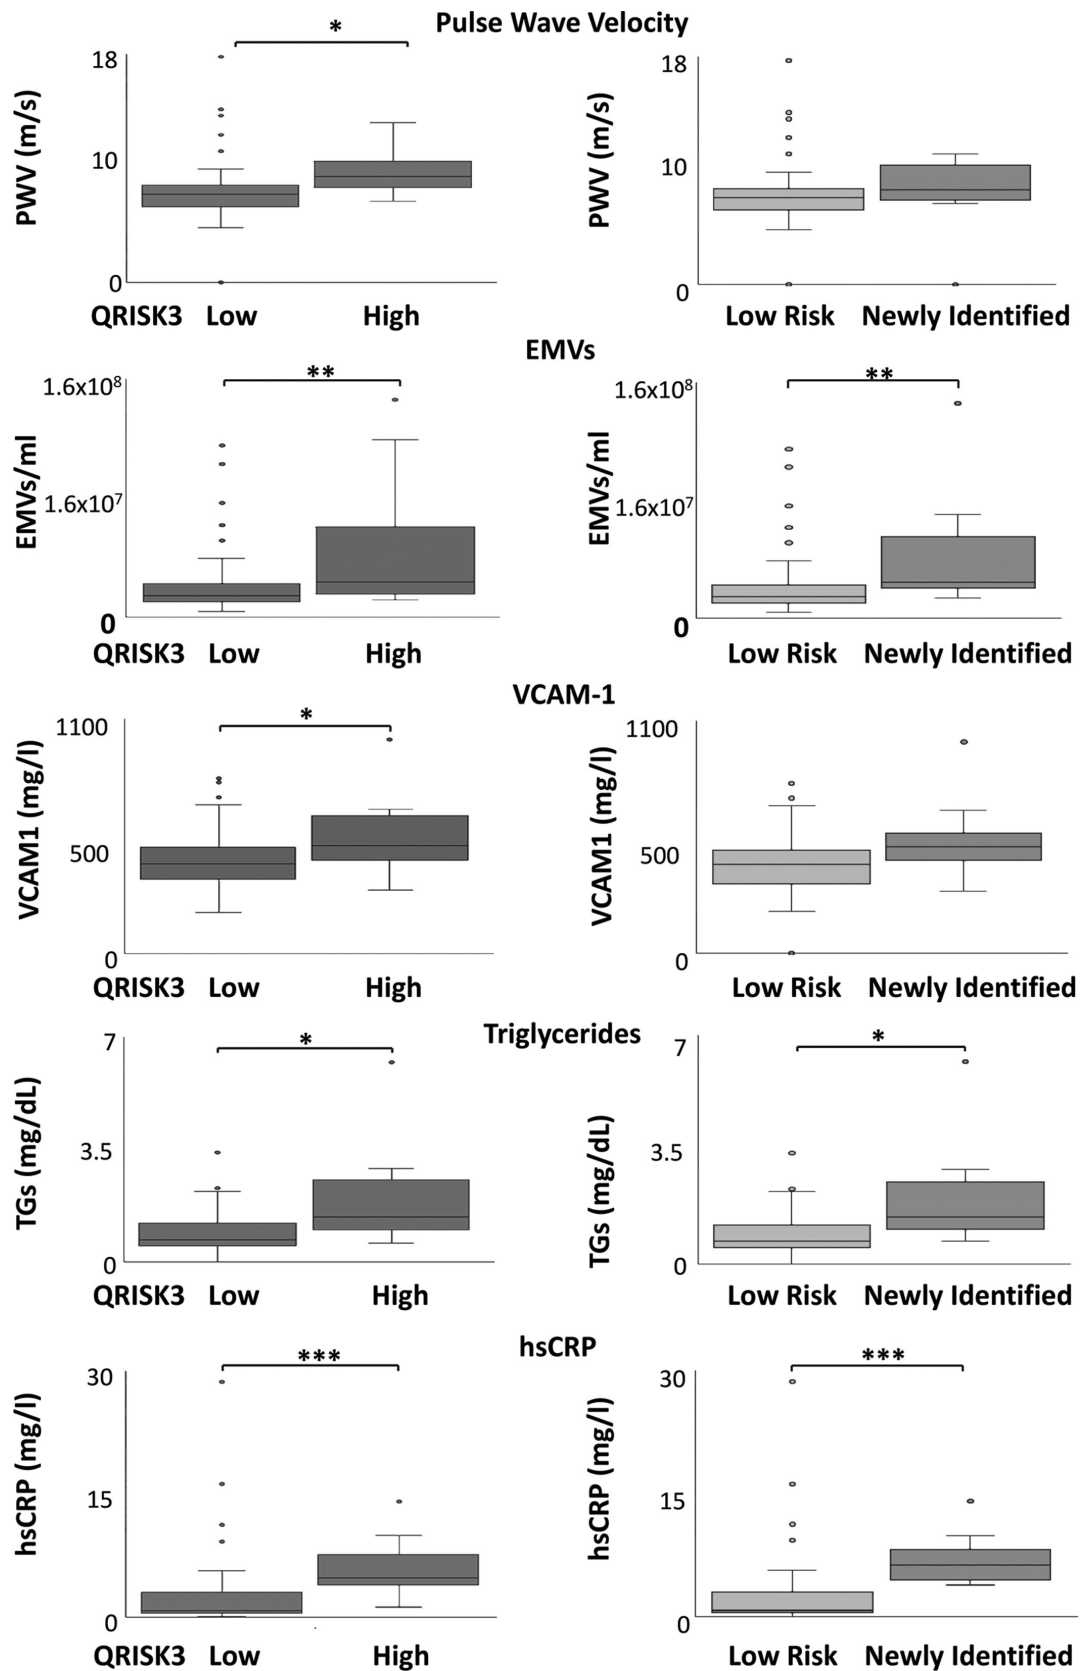 Pulse Wave Velocity
*
18
10
0
PWV (m/s)
QRISK3 Low High
18
10
0
PWV (m/s)
Low Risk Newly Identified
EMVs
**
1.6x10⁸
1.6x10⁷
0
EMVs/ml
QRISK3 Low High
**
1.6x10⁸
1.6x10⁷
0
EMVs/ml
Low Risk Newly Identified
VCAM-1
*
1100
500
0
VCAM1 (mg/l)
QRISK3 Low High
1100
500
0
VCAM1 (mg/l)
Low Risk Newly Identified
Triglycerides
*
7
3.5
0
TGs (mg/dL)
QRISK3 Low High
*
7
3.5
0
TGs (mg/dL)
Low Risk Newly Identified
hsCRP
***
30
15
0
hsCRP (mg/l)
QRISK3 Low High
***
30
15
0
hsCRP (mg/l)
Low Risk Newly Identified